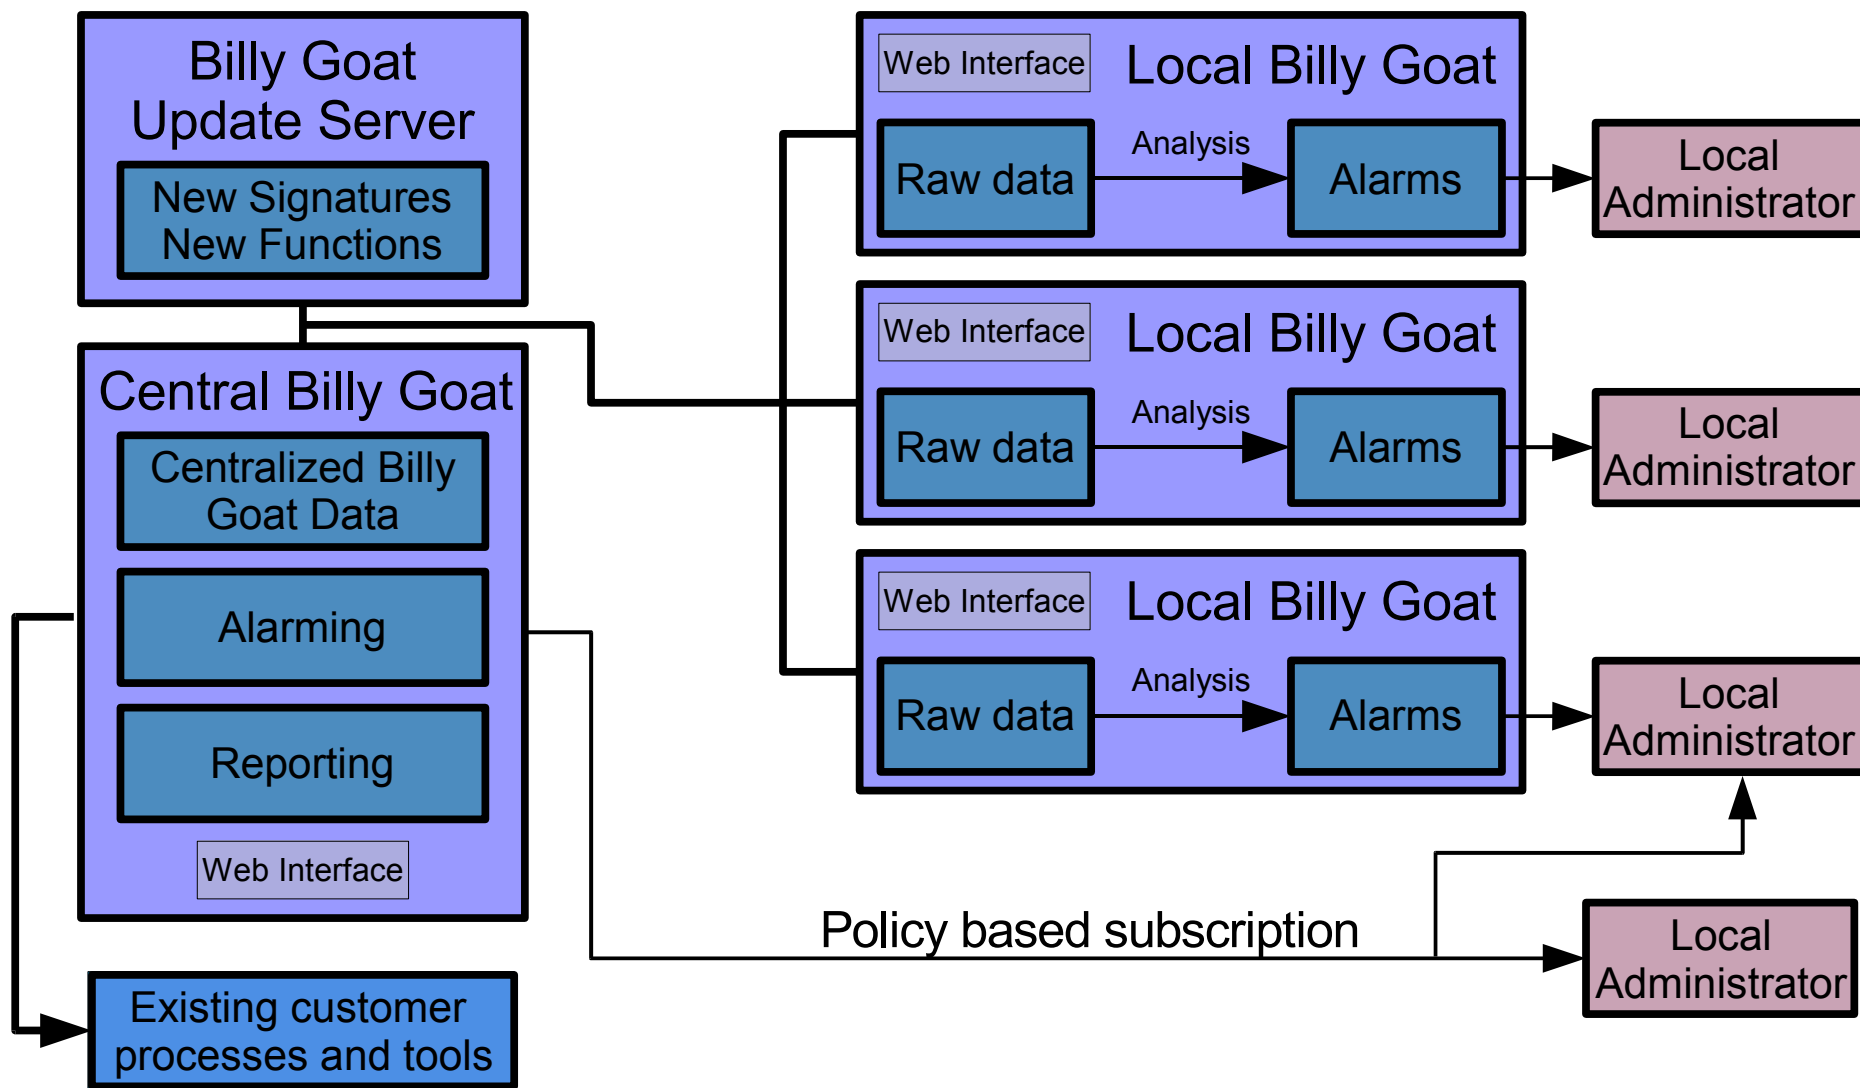 Billy Goat
Update Server
New Signatures
New Functions
Central Billy Goat
Centralized Billy
Goat Data
Alarming
Reporting
Web Interface
Existing customer
processes and tools
Web Interface
Local Billy Goat
Raw data
Analysis
Alarms
Local
Administrator
Web Interface
Local Billy Goat
Raw data
Analysis
Alarms
Local
Administrator
Web Interface
Local Billy Goat
Raw data
Analysis
Alarms
Local
Administrator
Policy based subscription
Local
Administrator